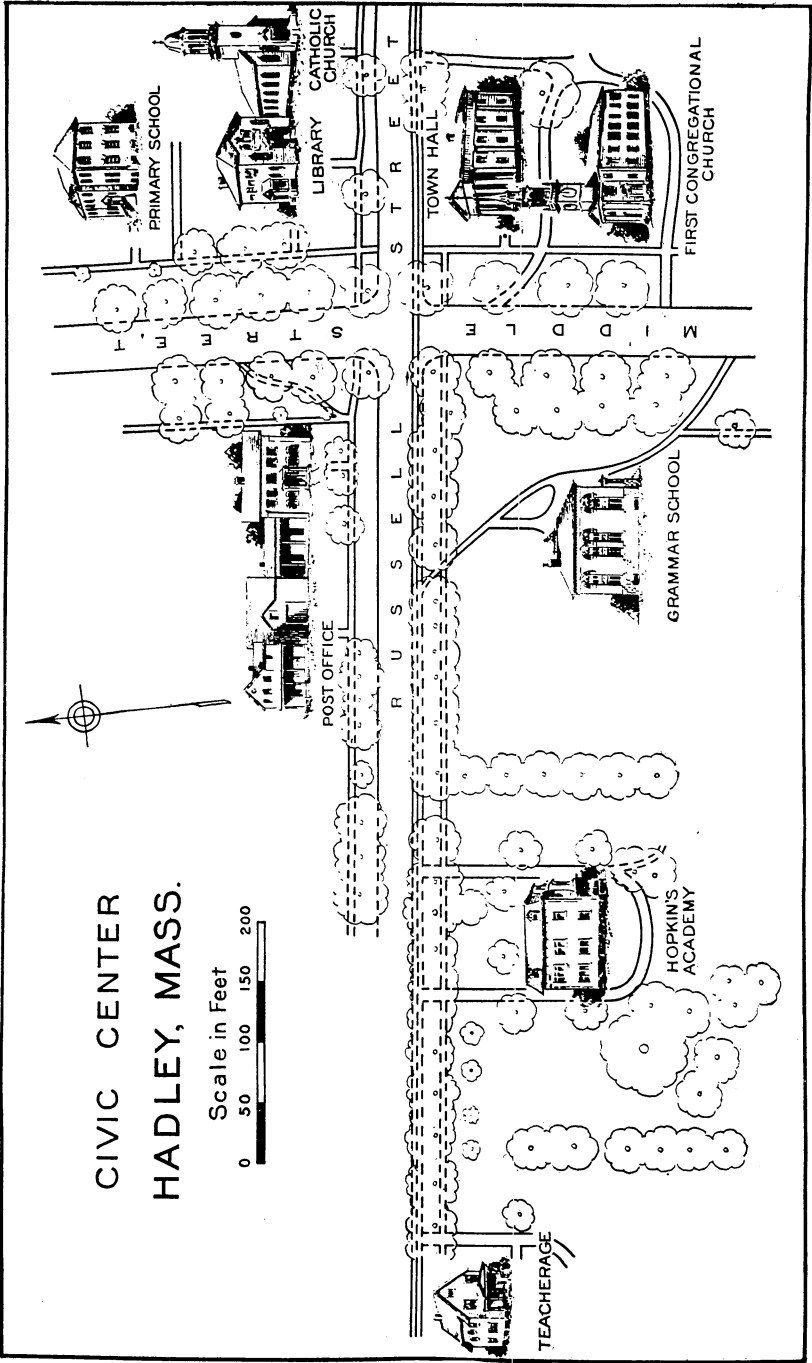 CIVIC CENTER
HADLEY, MASS.
Scale in Feet
0 50 100 150 200
PRIMARY SCHOOL
CATHOLIC
CHURCH
LIBRARY
POST OFFICE
RUSSELL STREET
MIDDLE STREET
TOWN HALL
FIRST CONGREGATIONAL
CHURCH
GRAMMAR SCHOOL
HOPKIN'S
ACADEMY
TEACHERAGE